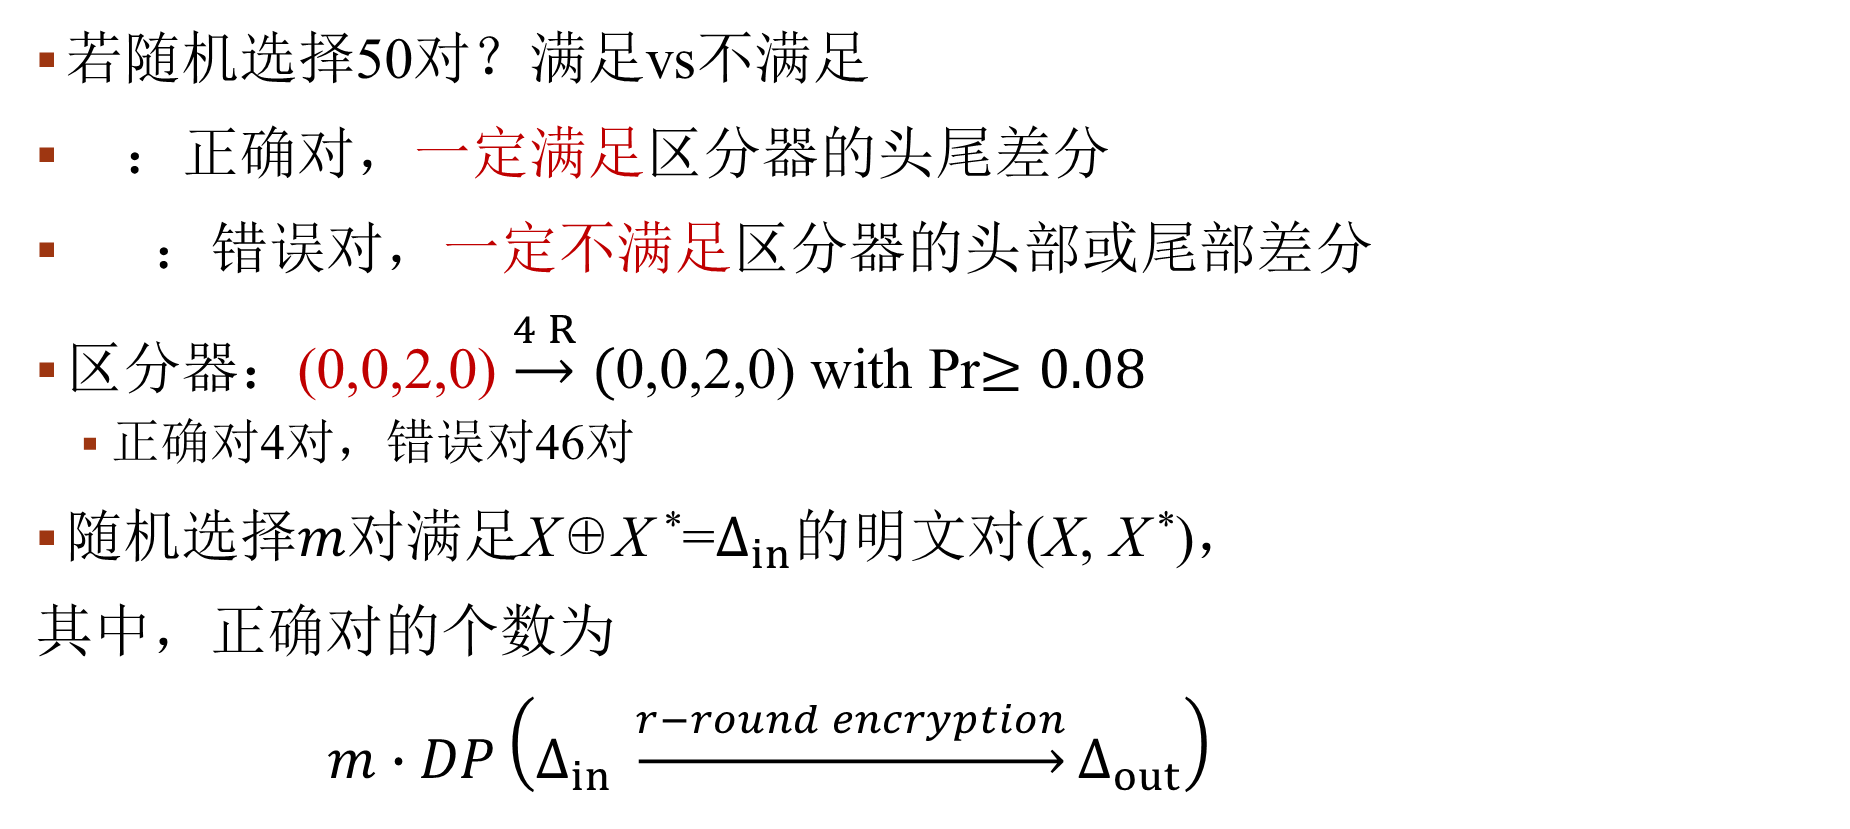 ▪若随机选择50对？满足vs不满足
▪ ：正确对，一定满足区分器的头尾差分
▪ ：错误对，一定不满足区分器的头部或尾部差分
▪区分器：(0,0,2,0) \xrightarrow{4 R} (0,0,2,0) with Pr≥ 0.08
▪正确对4对，错误对46对
▪随机选择m对满足X⊕X*=Δ_in的明文对(X, X*)，
其中，正确对的个数为
m · DP (Δ_in \xrightarrow{r−round encryption} Δ_out)